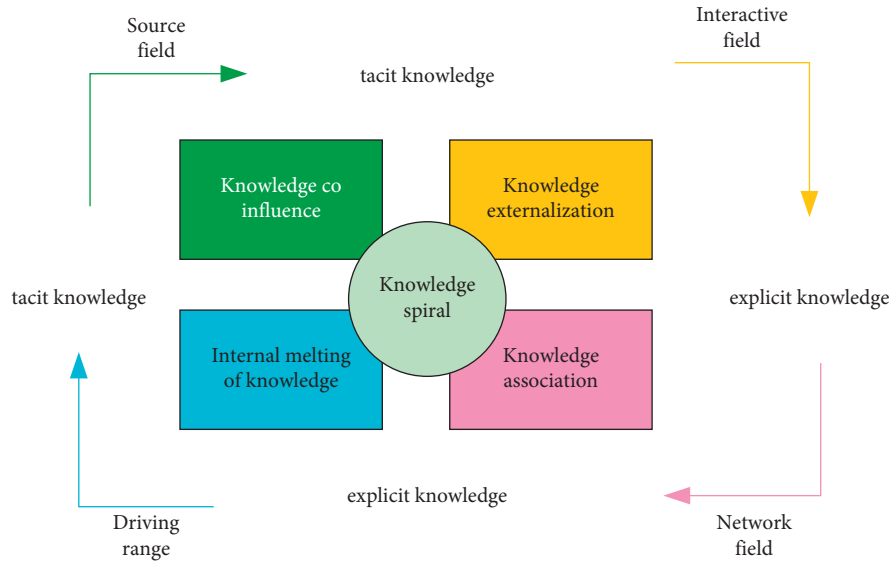 Source
field
Interactive
field
tacit knowledge
Knowledge co
influence
Knowledge
externalization
Knowledge
spiral
tacit knowledge
explicit knowledge
Internal melting
of knowledge
Knowledge
association
explicit knowledge
Driving
range
Network
field